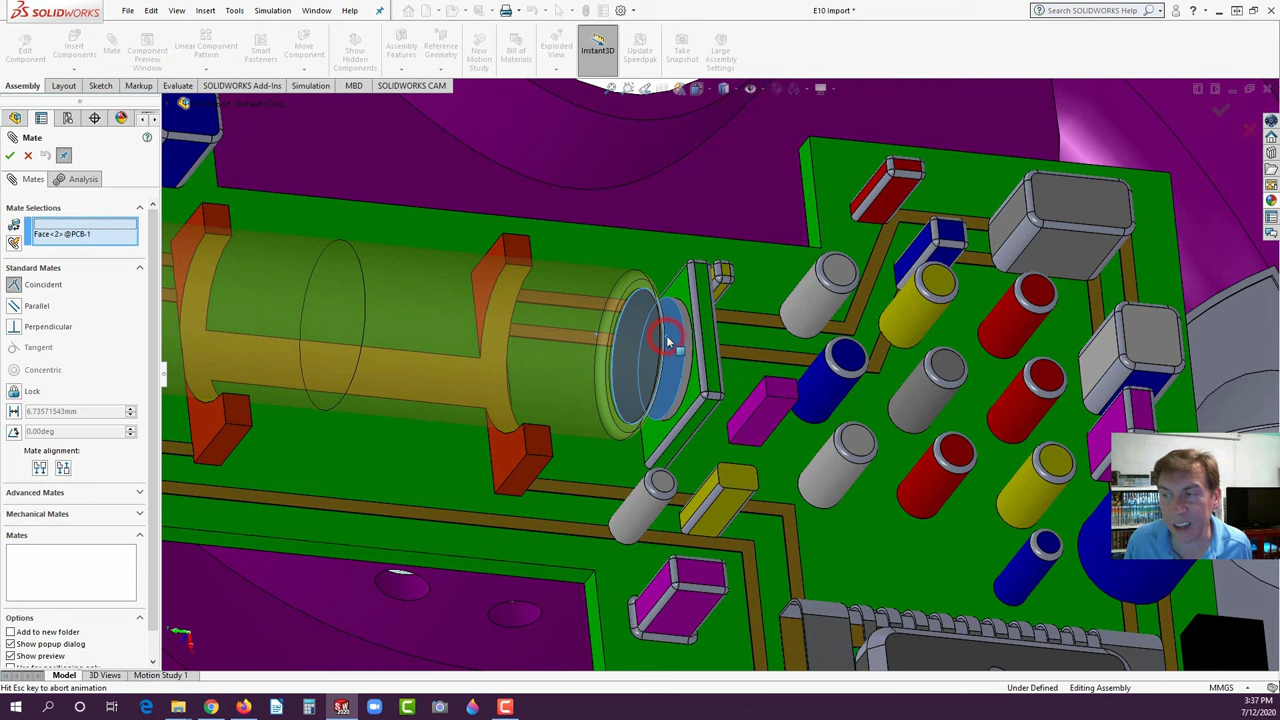 SOLIDWORKS
File Edit View Insert Tools Simulation Window Help
E10 Import *
Search SOLIDWORKS Help
Edit Component
Insert Components
Mate
Component Preview Window
Linear Component Pattern
Smart Fasteners
Move Component
Show Hidden Components
Assembly Features
Reference Geometry
New Motion Study
Bill of Materials
Exploded View
Instant3D
Update Speedpak
Take Snapshot
Large Assembly Settings
Assembly Layout Sketch Markup Evaluate SOLIDWORKS Add-Ins Simulation MBD SOLIDWORKS CAM
Mate
Mates Analysis
Mate Selections
Face<2>@PCB-1
Standard Mates
Coincident
Parallel
Perpendicular
Tangent
Concentric
Lock
6.73571543mm
0.00deg
Mate alignment:
Advanced Mates
Mechanical Mates
Mates
Options
Add to new folder
Show popup dialog
Show preview
Model 3D Views Motion Study 1
Hit Esc key to abort animation
Under Defined Editing Assembly MMGS
3:37 PM
7/12/2020